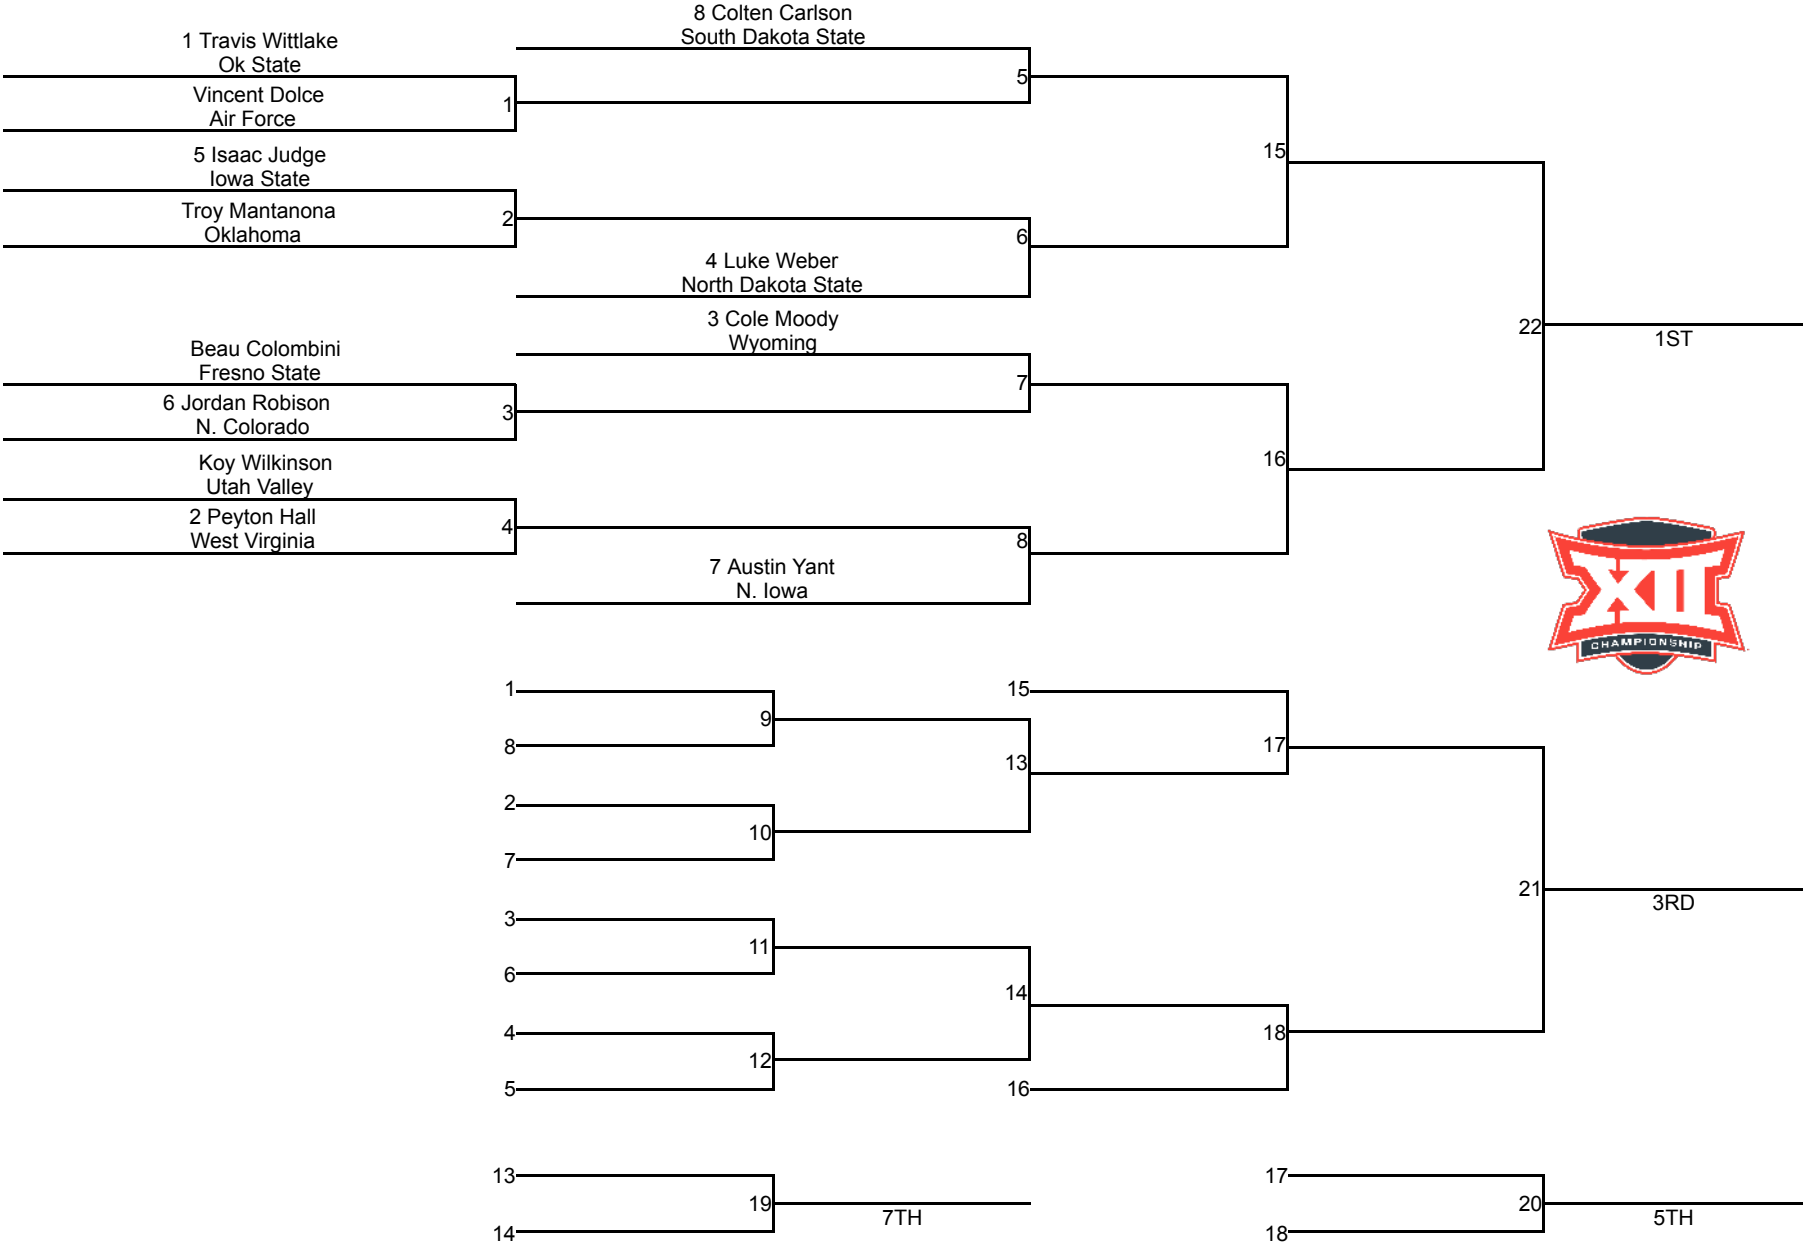 8 Colten Carlson
South Dakota State
1 Travis Wittlake
Ok State
5
Vincent Dolce
Air Force
1
5 Isaac Judge
Iowa State
15
Troy Mantanona
Oklahoma
2
6
4 Luke Weber
North Dakota State
3 Cole Moody
Wyoming
22
1ST
Beau Colombini
Fresno State
7
6 Jordan Robison
N. Colorado
3
Koy Wilkinson
Utah Valley
16
2 Peyton Hall
West Virginia
4
8
7 Austin Yant
N. Iowa
XII
CHAMPIONSHIP
1
15
9
8
17
13
2
10
7
21
3RD
3
11
6
14
4
18
12
5
16
13
17
19
7TH
20
5TH
14
18